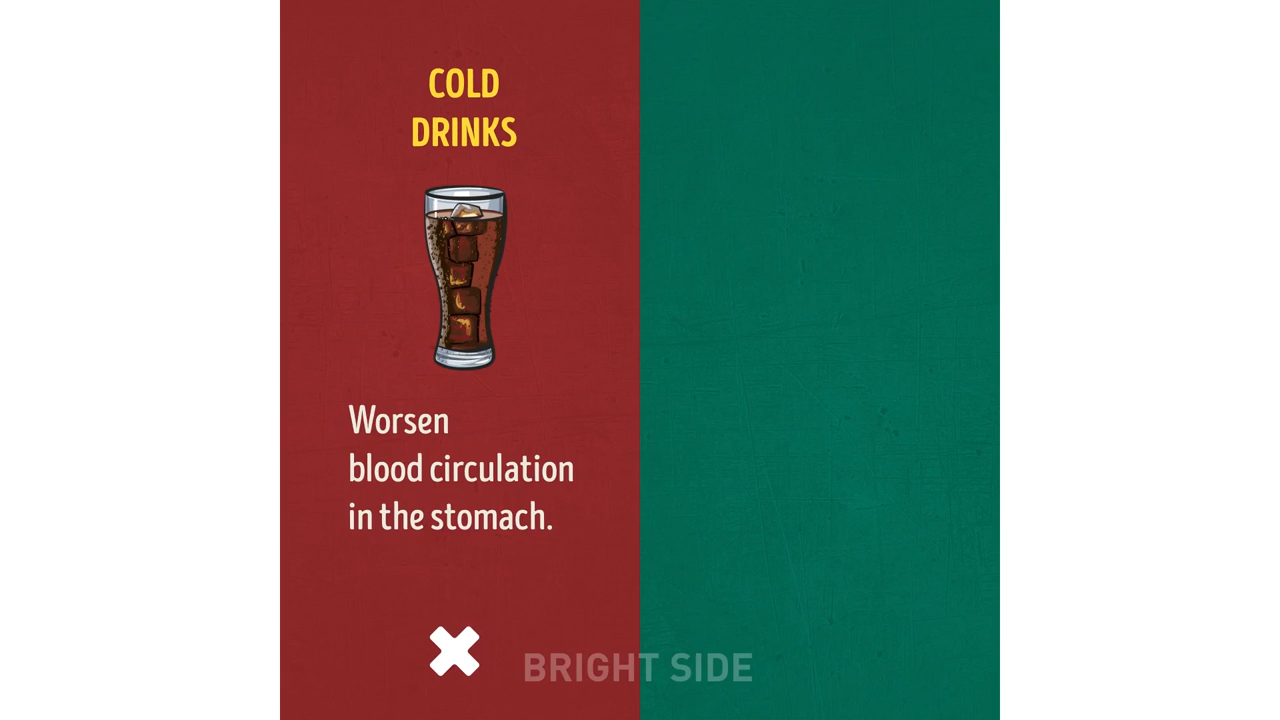 COLD
DRINKS
Worsen
blood circulation
in the stomach.
BRIGHT SIDE